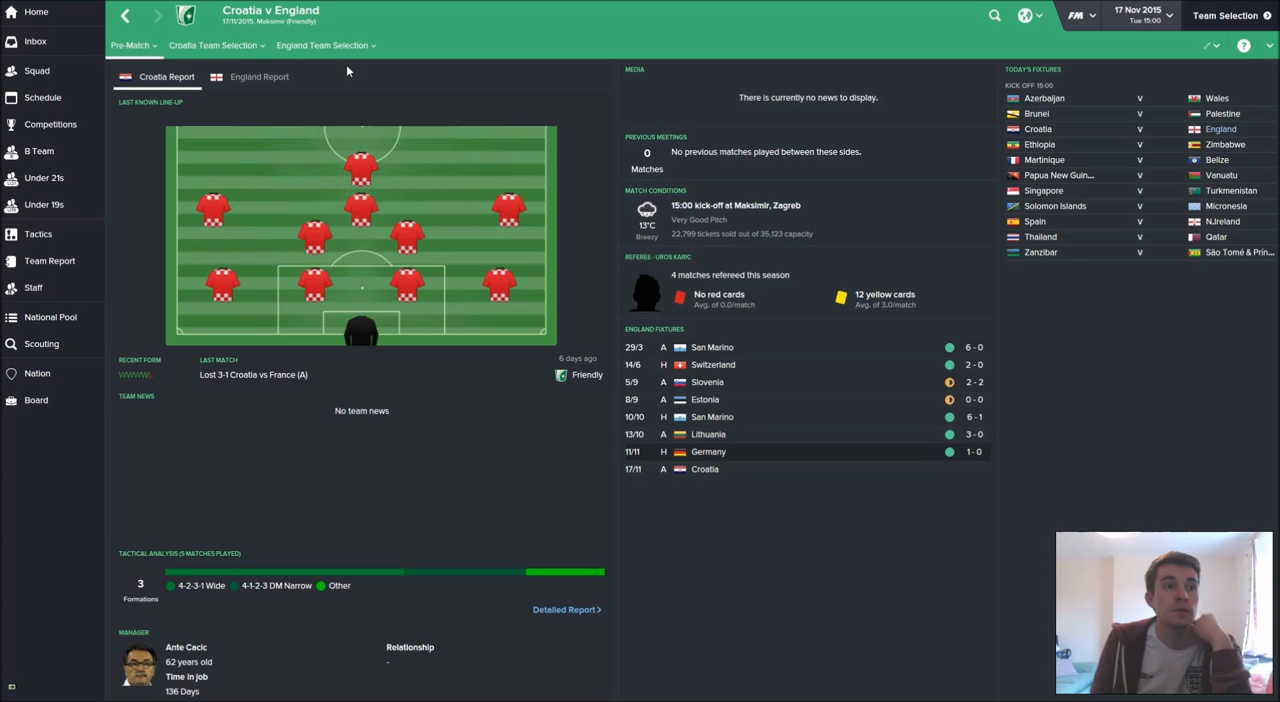 Home
Inbox
Squad
Schedule
Competitions
B Team
Under 21s
Under 19s
Tactics
Team Report
Staff
National Pool
Scouting
Nation
Board
Croatia v England
17/11/2015, Maksimir (Friendly)
FM
17 Nov 2015
Tue 15:00
Team Selection
Pre-Match
Croatia Team Selection
England Team Selection
?
Croatia Report
England Report
LAST KNOWN LINE-UP
RECENT FORM
WWWWL
LAST MATCH
Lost 3-1 Croatia vs France (A)
6 days ago
Friendly
TEAM NEWS
No team news
TACTICAL ANALYSIS (5 MATCHES PLAYED)
3
Formations
4-2-3-1 Wide
4-1-2-3 DM Narrow
Other
Detailed Report >
MANAGER
Ante Cacic
62 years old
Time in job
136 Days
Relationship
-
MEDIA
There is currently no news to display.
PREVIOUS MEETINGS
0
Matches
No previous matches played between these sides.
MATCH CONDITIONS
13°C
Breezy
15:00 kick-off at Maksimir, Zagreb
Very Good Pitch
22,799 tickets sold out of 35,123 capacity
REFEREE - UROS KARIC
4 matches refereed this season
No red cards
Avg. of 0.0/match
12 yellow cards
Avg. of 3.0/match
ENGLAND FIXTURES
29/3 A San Marino 6 - 0
14/6 H Switzerland 2 - 0
5/9 A Slovenia 2 - 2
8/9 A Estonia 0 - 0
10/10 H San Marino 6 - 1
13/10 A Lithuania 3 - 0
11/11 H Germany 1 - 0
17/11 A Croatia
TODAY'S FIXTURES
KICK OFF 15:00
Azerbaijan V Wales
Brunei V Palestine
Croatia V England
Ethiopia V Zimbabwe
Martinique V Belize
Papua New Guin... V Vanuatu
Singapore V Turkmenistan
Solomon Islands V Micronesia
Spain V N.Ireland
Thailand V Qatar
Zanzibar V São Tomé & Prín...